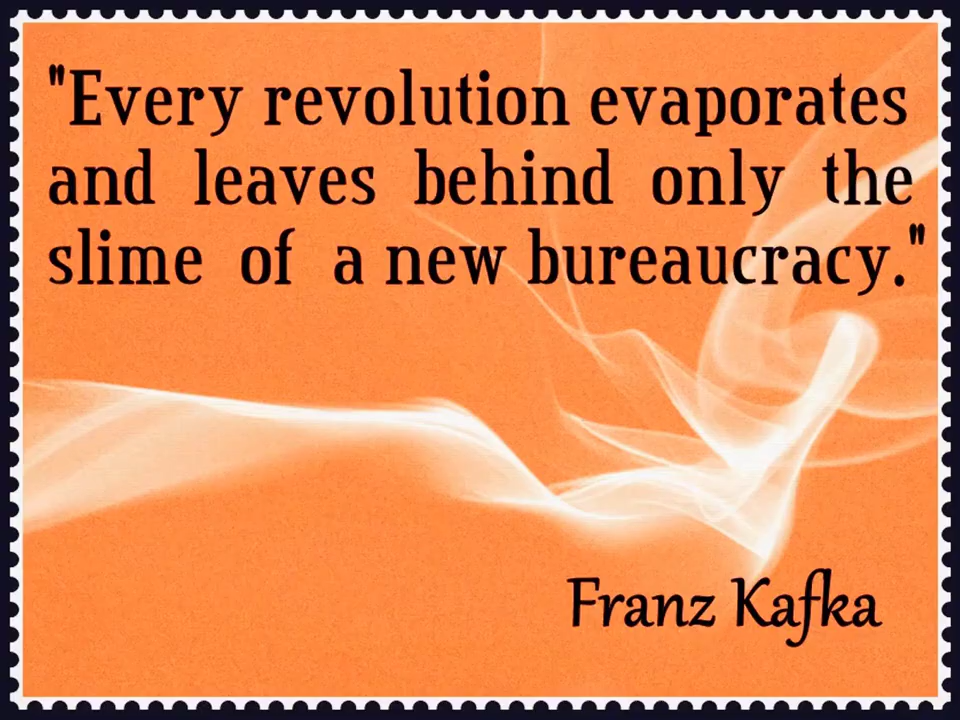 "Every revolution evaporates
and leaves behind only the
slime of a new bureaucracy."
Franz Kafka